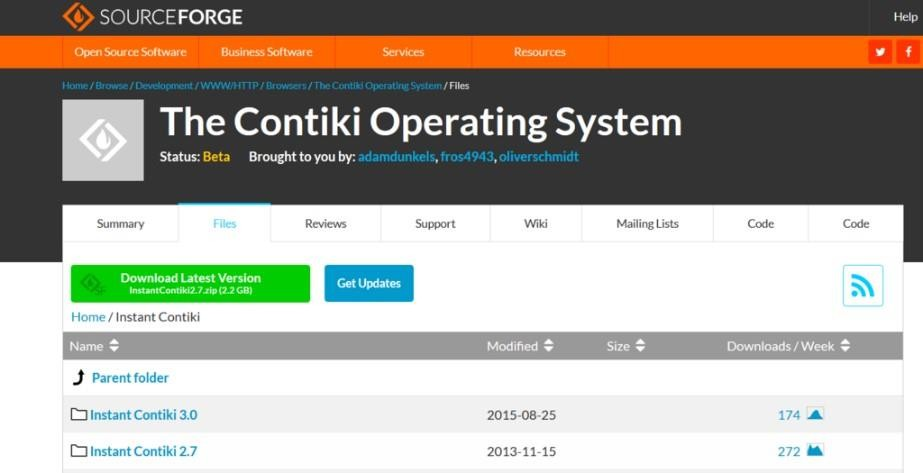 SOURCEFORGE Help
Open Source Software Business Software Services Resources
Home / Browse / Development / WWW/HTTP / Browsers / The Contiki Operating System / Files
The Contiki Operating System
Status: Beta Brought to you by: adamdunkels, fros4943, oliverschmidt
Summary Files Reviews Support Wiki Mailing Lists Code Code
Download Latest Version
InstantContiki2.7.zip (2.2 GB)
Get Updates
Home / Instant Contiki
Name Modified Size Downloads / Week
Parent folder
Instant Contiki 3.0 2015-08-25 174
Instant Contiki 2.7 2013-11-15 272